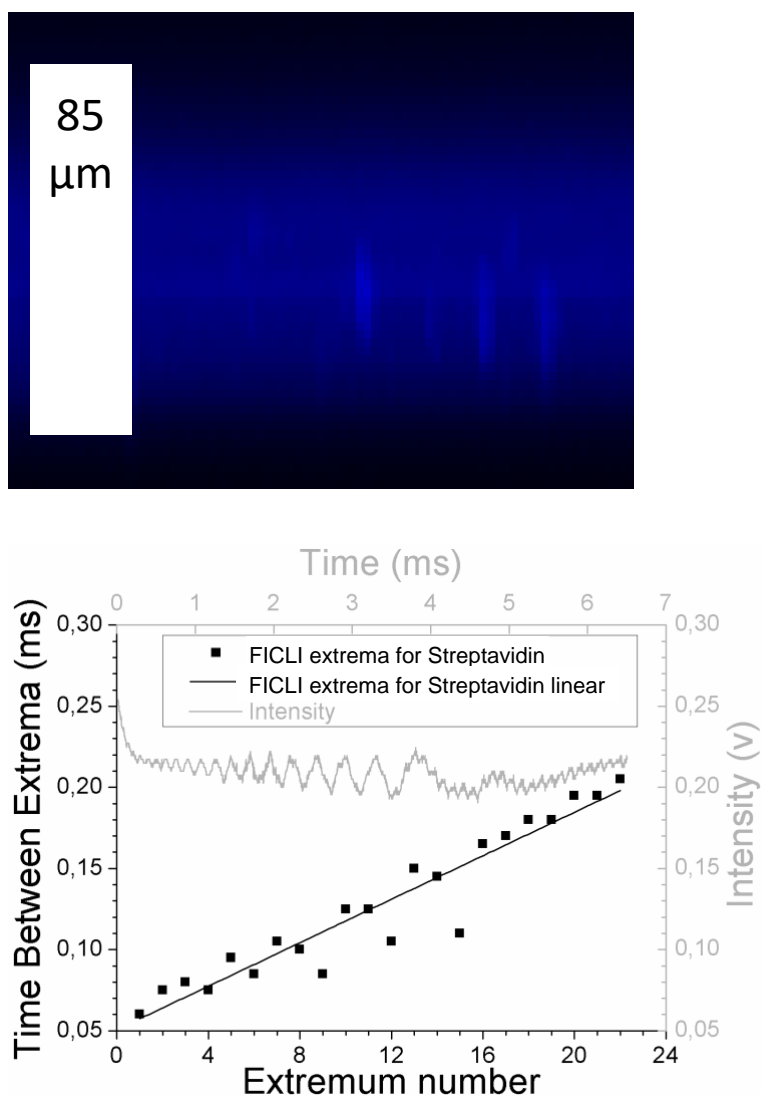 85
μm
Time (ms)
0 1 2 3 4 5 6 7
Time Between Extrema (ms)
0,30
0,25
0,20
0,15
0,10
0,05
FICLI extrema for Streptavidin
FICLI extrema for Streptavidin linear
Intensity
0,30
0,25
0,20
0,15
0,10
0,05
Intensity (v)
0 4 8 12 16 20 24
Extremum number